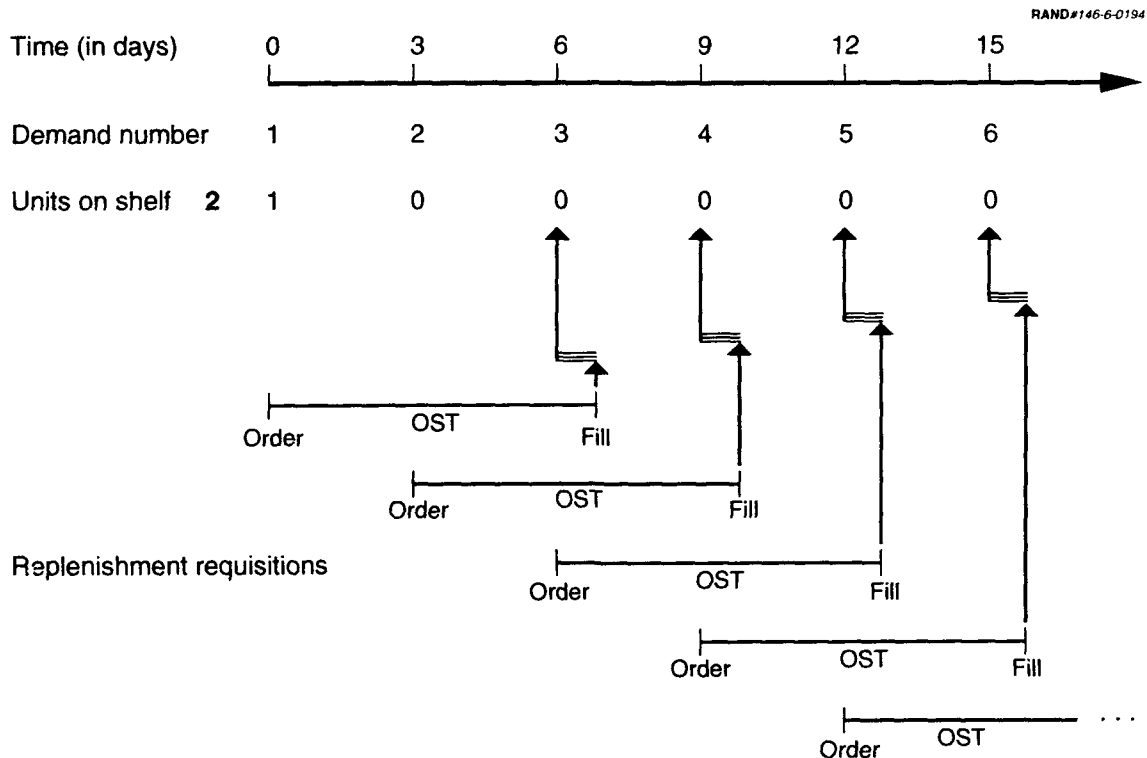 RAND#146-6-0194
Time (in days) 0 3 6 9 12 15
Demand number 1 2 3 4 5 6
Units on shelf 2 1 0 0 0 0 0
OST
Order Fill
OST
Order Fill
Replenishment requisitions
OST
Order Fill
OST
Order Fill
OST . . .
Order